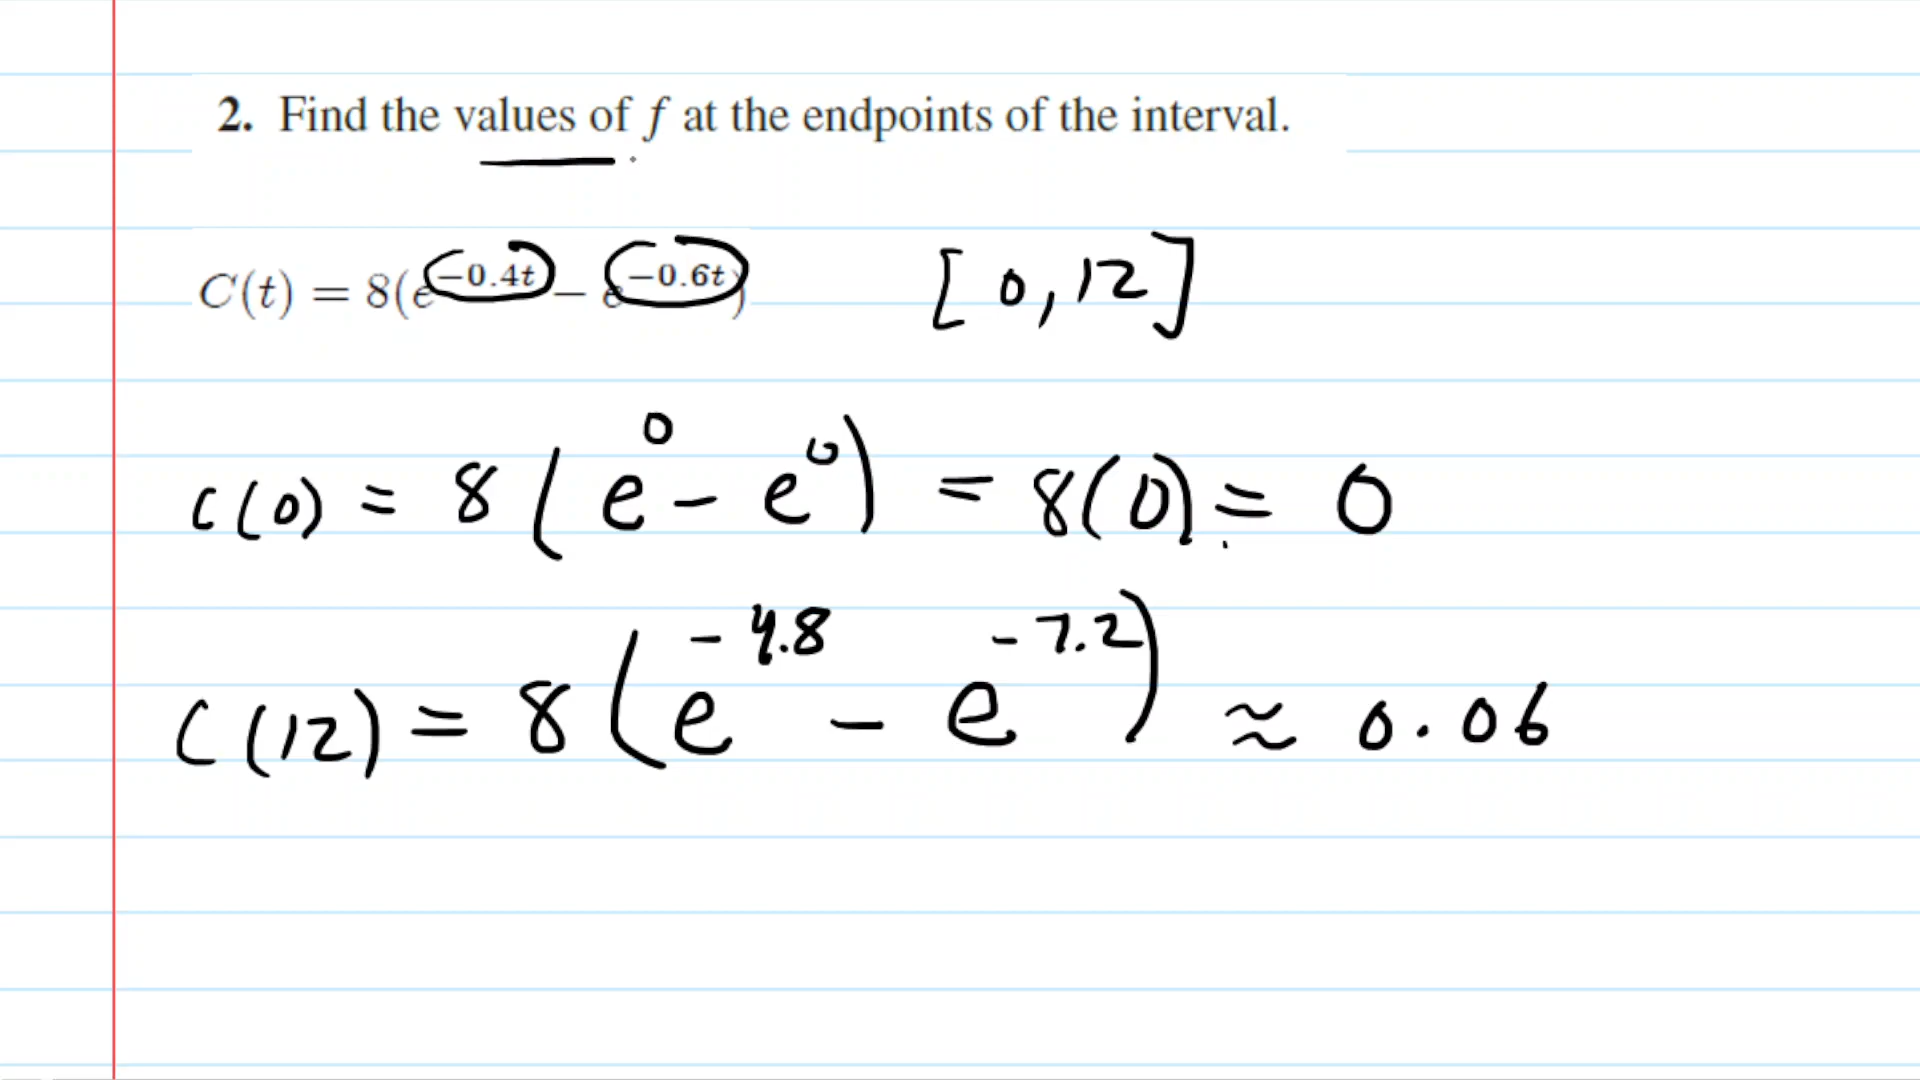 2. Find the values of f at the endpoints of the interval.
C(t) = 8(e^{-0.4t} - e^{-0.6t}) [0, 12]
C(0) = 8(e^0 - e^0) = 8(0) = 0
C(12) = 8(e^{-4.8} - e^{-7.2}) ≈ 0.06